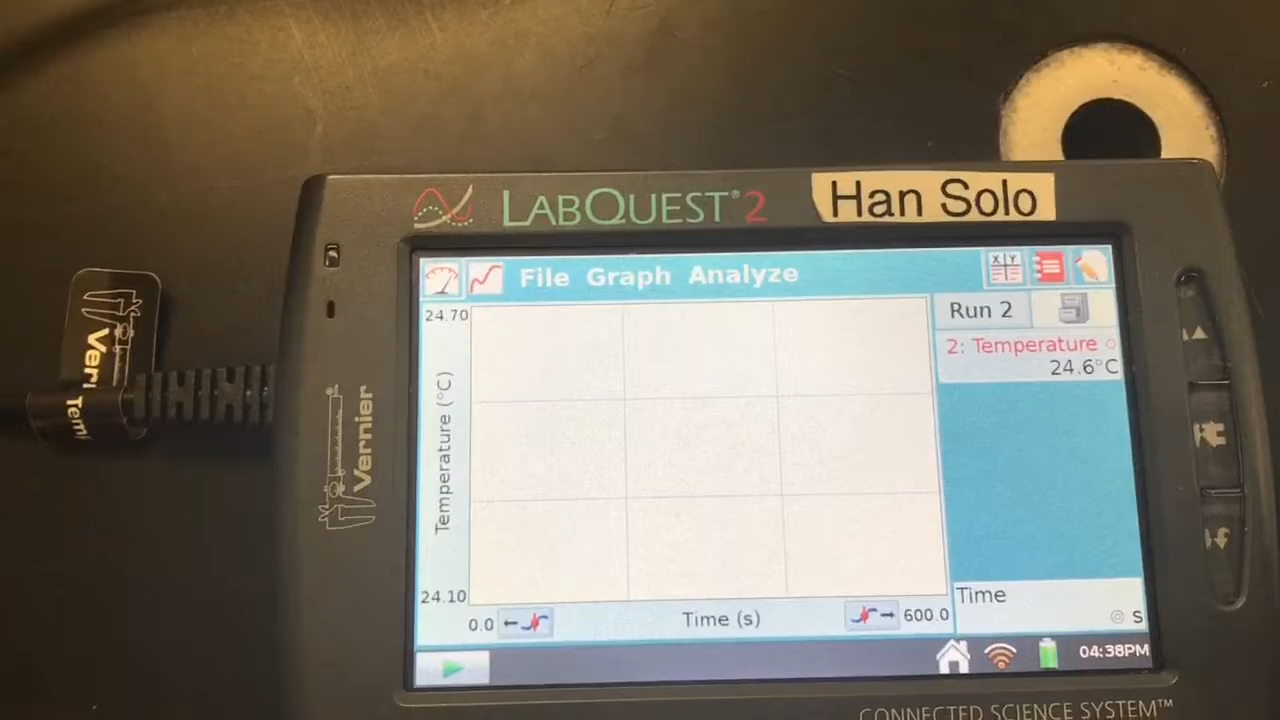 LABQUEST® 2
Han Solo
File Graph Analyze
X Y
24.70
Run 2
2: Temperature
24.6°C
Temperature (°C)
24.10
0.0
Time (s)
600.0
Time
s
04:38PM
Vernier
CONNECTED SCIENCE SYSTEM™